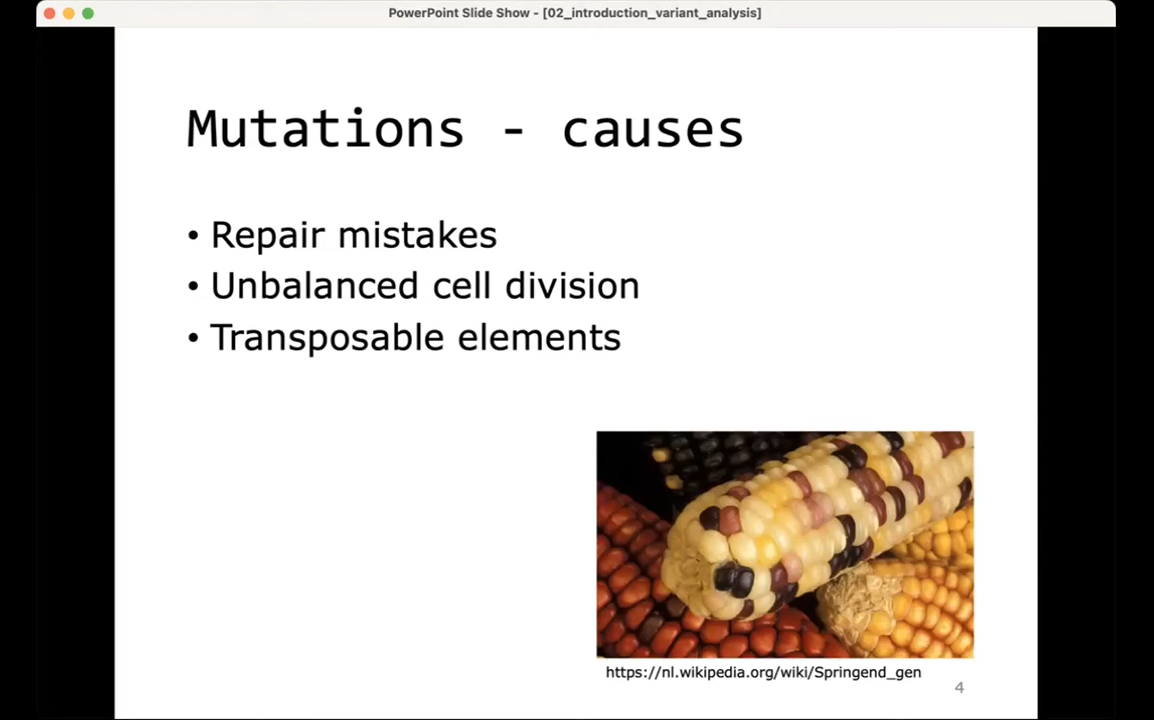 PowerPoint Slide Show - [02_introduction_variant_analysis]
Mutations - causes
• Repair mistakes
• Unbalanced cell division
• Transposable elements
https://nl.wikipedia.org/wiki/Springend_gen
4